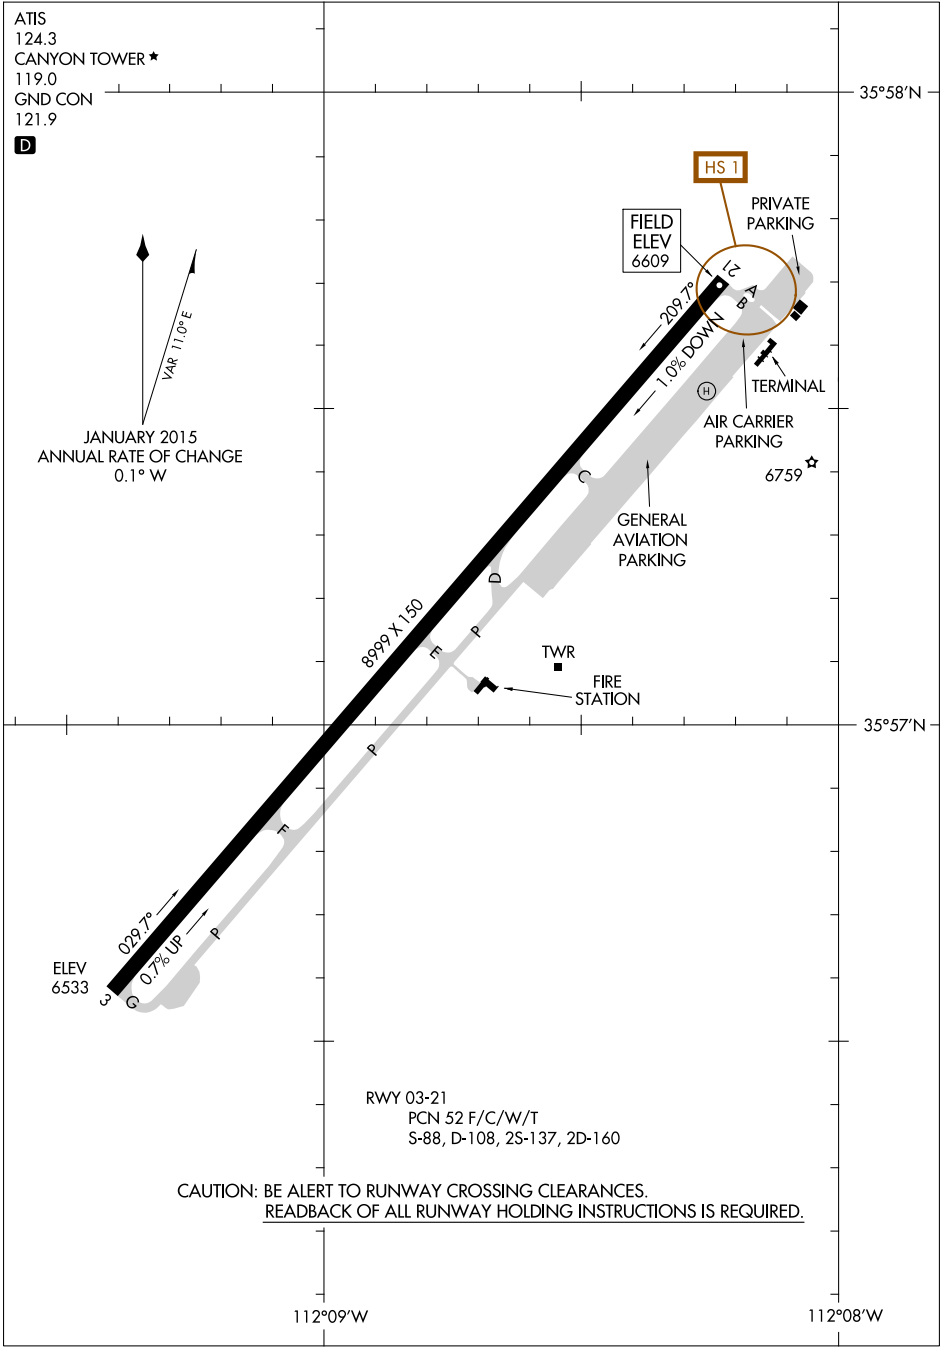 ATIS
124.3
CANYON TOWER ★
119.0
GND CON
121.9
D
35°58'N
HS 1
PRIVATE
PARKING
FIELD
ELEV
6609
21
A
B
209.7°
1.0% DOWN
VAR 11.0° E
H
TERMINAL
AIR CARRIER
PARKING
JANUARY 2015
ANNUAL RATE OF CHANGE
0.1° W
6759
C
GENERAL
AVIATION
PARKING
D
8999 X 150
P
E
TWR
FIRE
STATION
35°57'N
P
F
029.7°
0.7% UP
P
ELEV
6533
3
G
RWY 03-21
PCN 52 F/C/W/T
S-88, D-108, 2S-137, 2D-160
CAUTION: BE ALERT TO RUNWAY CROSSING CLEARANCES.
READBACK OF ALL RUNWAY HOLDING INSTRUCTIONS IS REQUIRED.
112°09'W
112°08'W